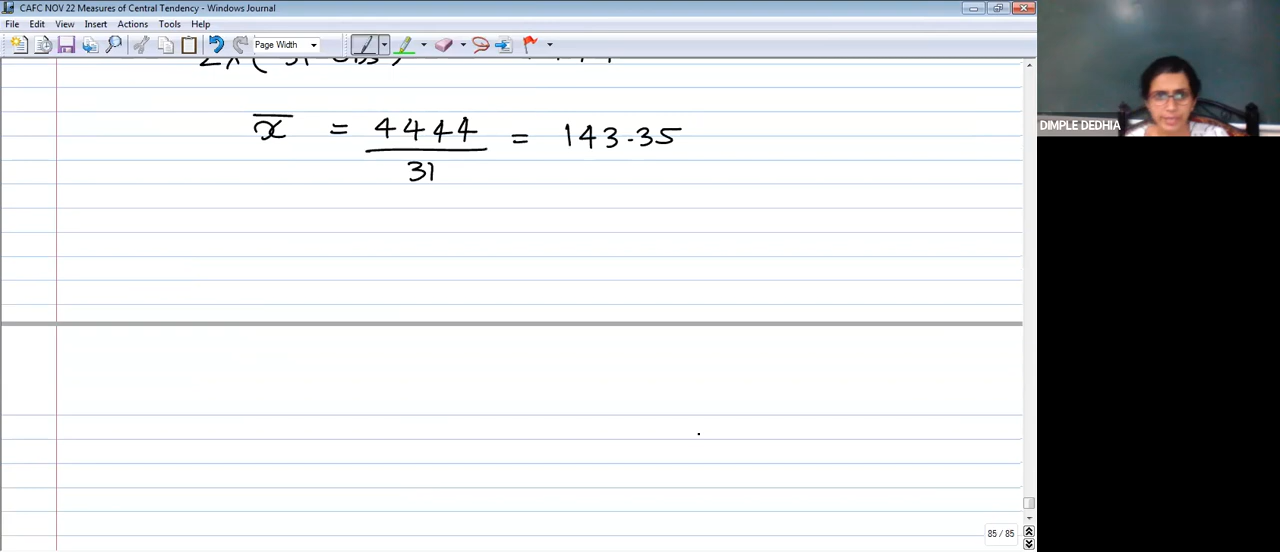 CAFC NOV 22 Measures of Central Tendency - Windows Journal
File Edit View Insert Actions Tools Help
Page Width
x̅ = 4444 / 31 = 143.35
DIMPLE DEDHIA
85 / 85